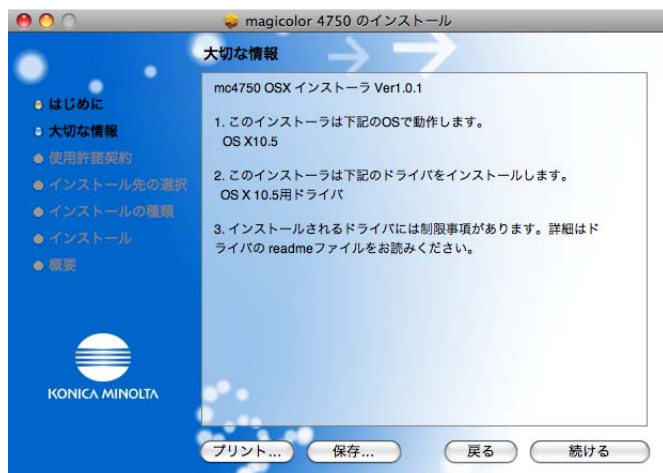 magicolor 4750 のインストール
大切な情報
はじめに
大切な情報
使用許諾契約
インストール先の選択
インストールの種類
インストール
概要
KONICA MINOLTA
mc4750 OSX インストーラ Ver1.0.1
1. このインストーラは下記のOSで動作します。
OS X10.5
2. このインストーラは下記のドライバをインストールします。
OS X 10.5用ドライバ
3. インストールされるドライバには制限事項があります。詳細はド
ライバの readmeファイルをお読みください。
プリント...
保存...
戻る
続ける